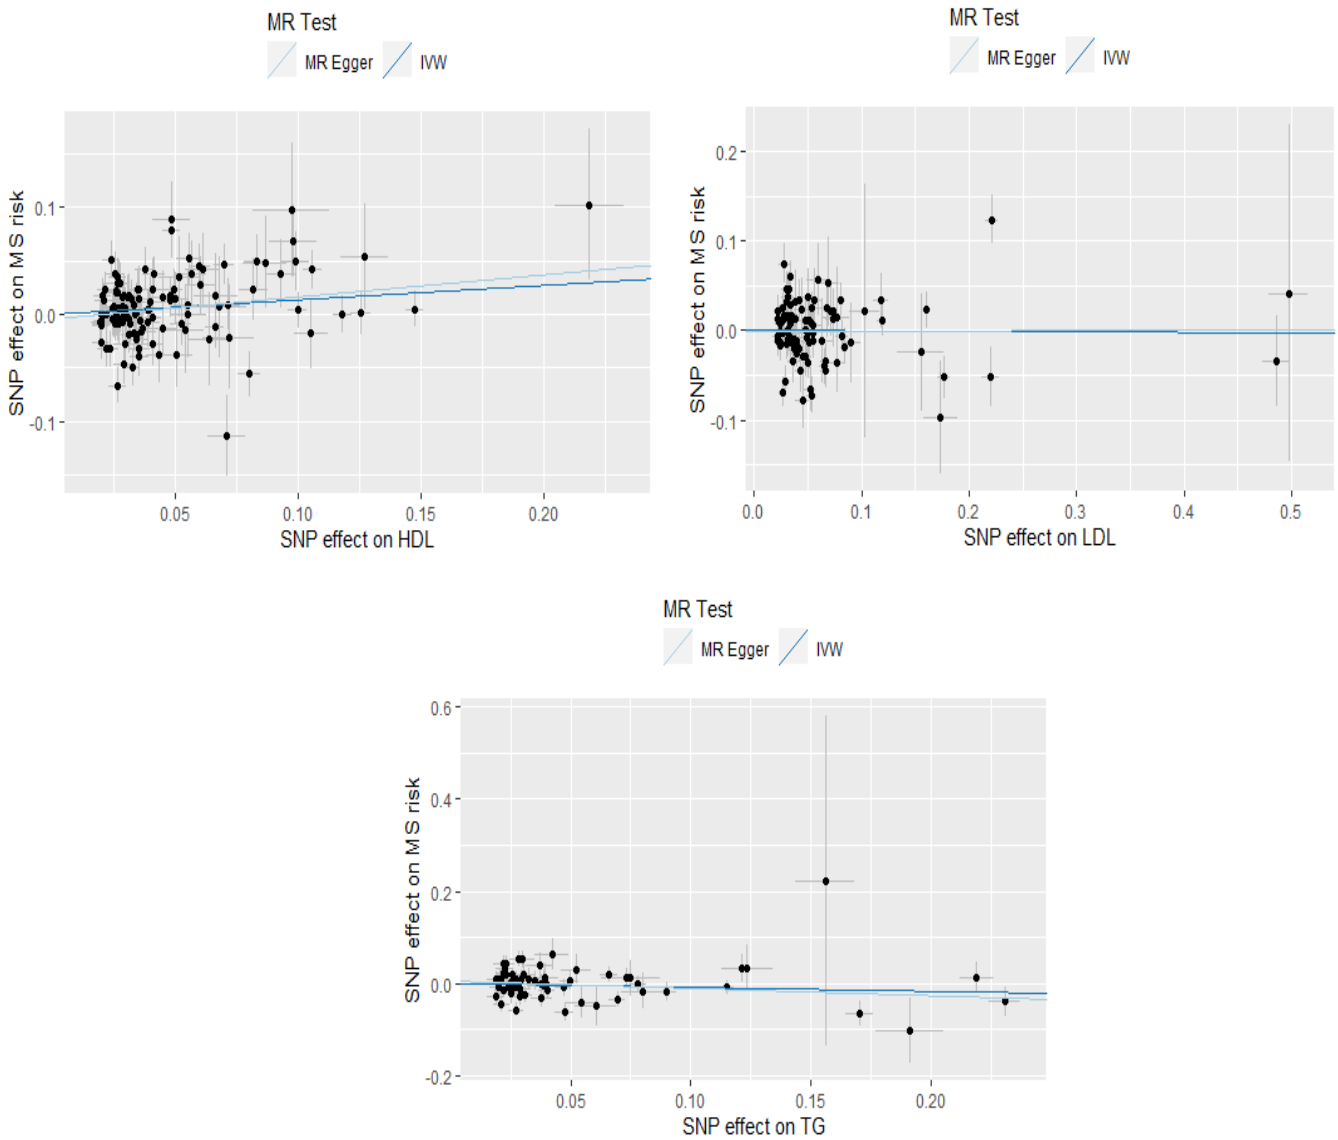 MR Test
MR Egger IVW
SNP effect on MS risk
0.1
0.0
-0.1
0.05 0.10 0.15 0.20
SNP effect on HDL
MR Test
MR Egger IVW
SNP effect on MS risk
0.2
0.1
0.0
-0.1
0.0 0.1 0.2 0.3 0.4 0.5
SNP effect on LDL
MR Test
MR Egger IVW
SNP effect on MS risk
0.6
0.4
0.2
0.0
-0.2
0.05 0.10 0.15 0.20
SNP effect on TG